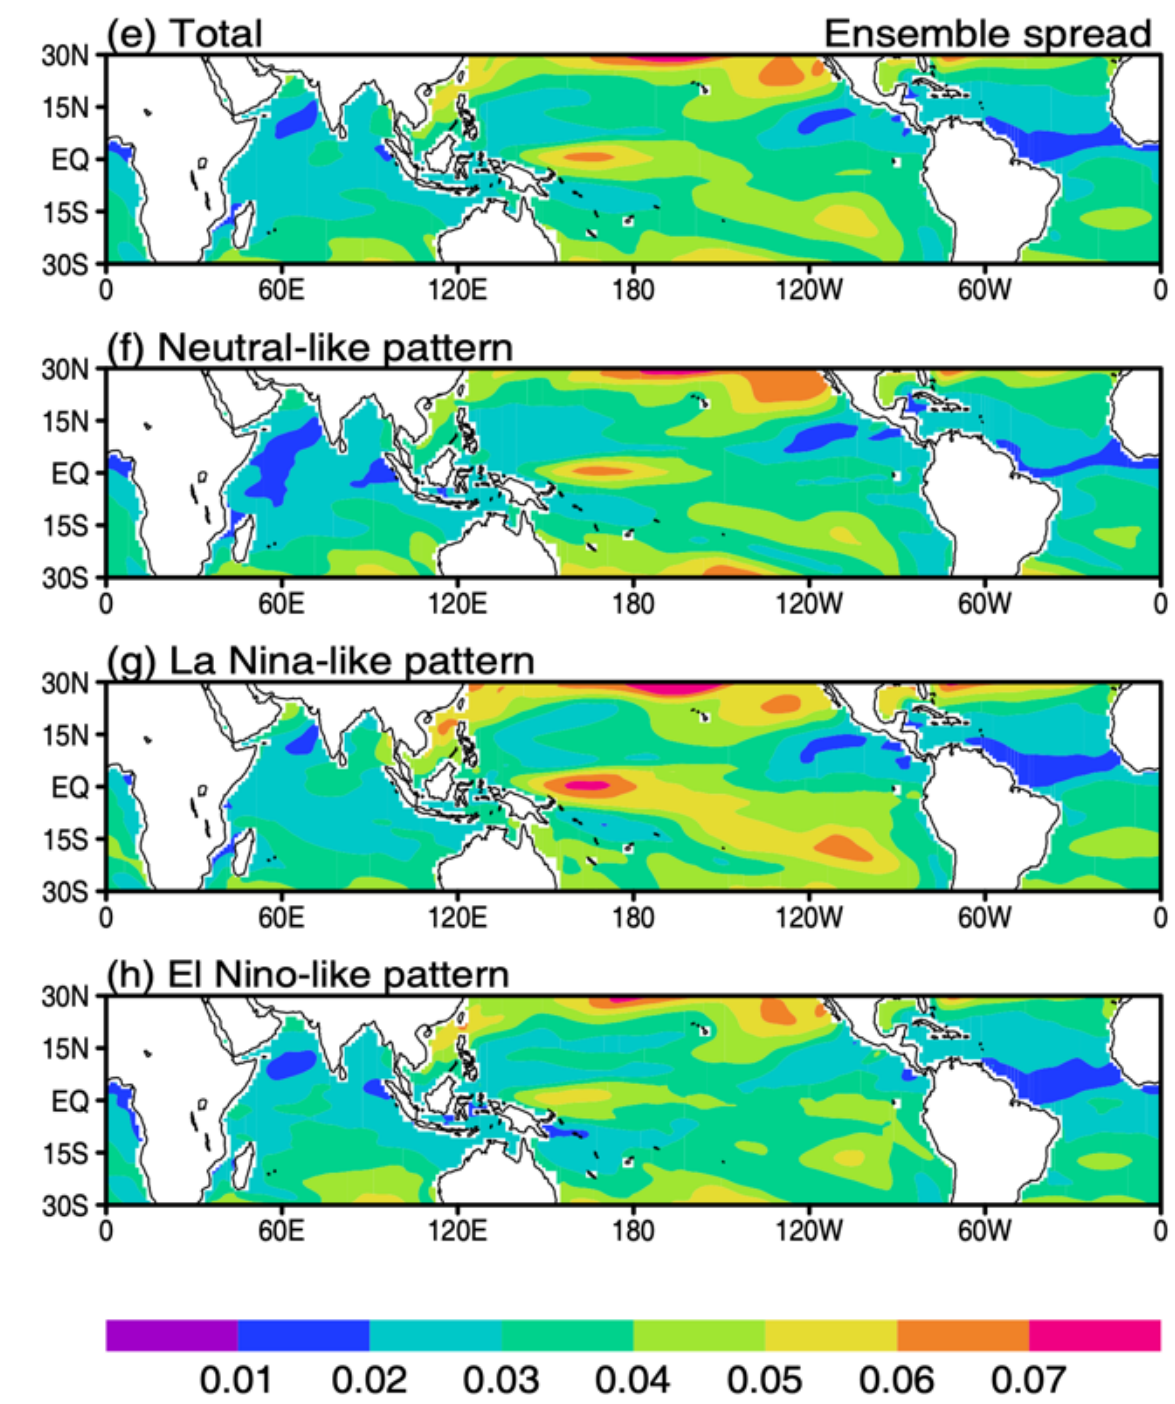 (e) Total Ensemble spread
30N
15N
EQ
15S
30S
0 60E 120E 180 120W 60W 0
(f) Neutral-like pattern
30N
15N
EQ
15S
30S
0 60E 120E 180 120W 60W 0
(g) La Nina-like pattern
30N
15N
EQ
15S
30S
0 60E 120E 180 120W 60W 0
(h) El Nino-like pattern
30N
15N
EQ
15S
30S
0 60E 120E 180 120W 60W 0
0.01 0.02 0.03 0.04 0.05 0.06 0.07